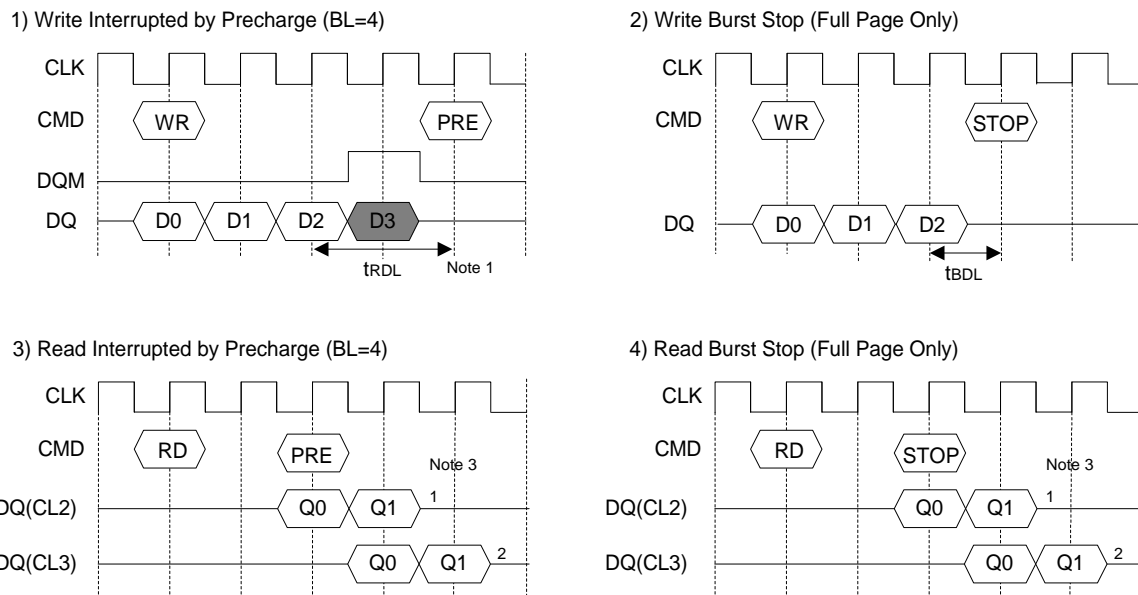 1) Write Interrupted by Precharge (BL=4)
CLK
CMD
WR
PRE
DQM
DQ
D0
D1
D2
D3
tRDL
Note 1
2) Write Burst Stop (Full Page Only)
CLK
CMD
WR
STOP
DQ
D0
D1
D2
tBDL
3) Read Interrupted by Precharge (BL=4)
CLK
CMD
RD
PRE
Note 3
DQ(CL2)
Q0
Q1
1
DQ(CL3)
Q0
Q1
2
4) Read Burst Stop (Full Page Only)
CLK
CMD
RD
STOP
Note 3
DQ(CL2)
Q0
Q1
1
DQ(CL3)
Q0
Q1
2